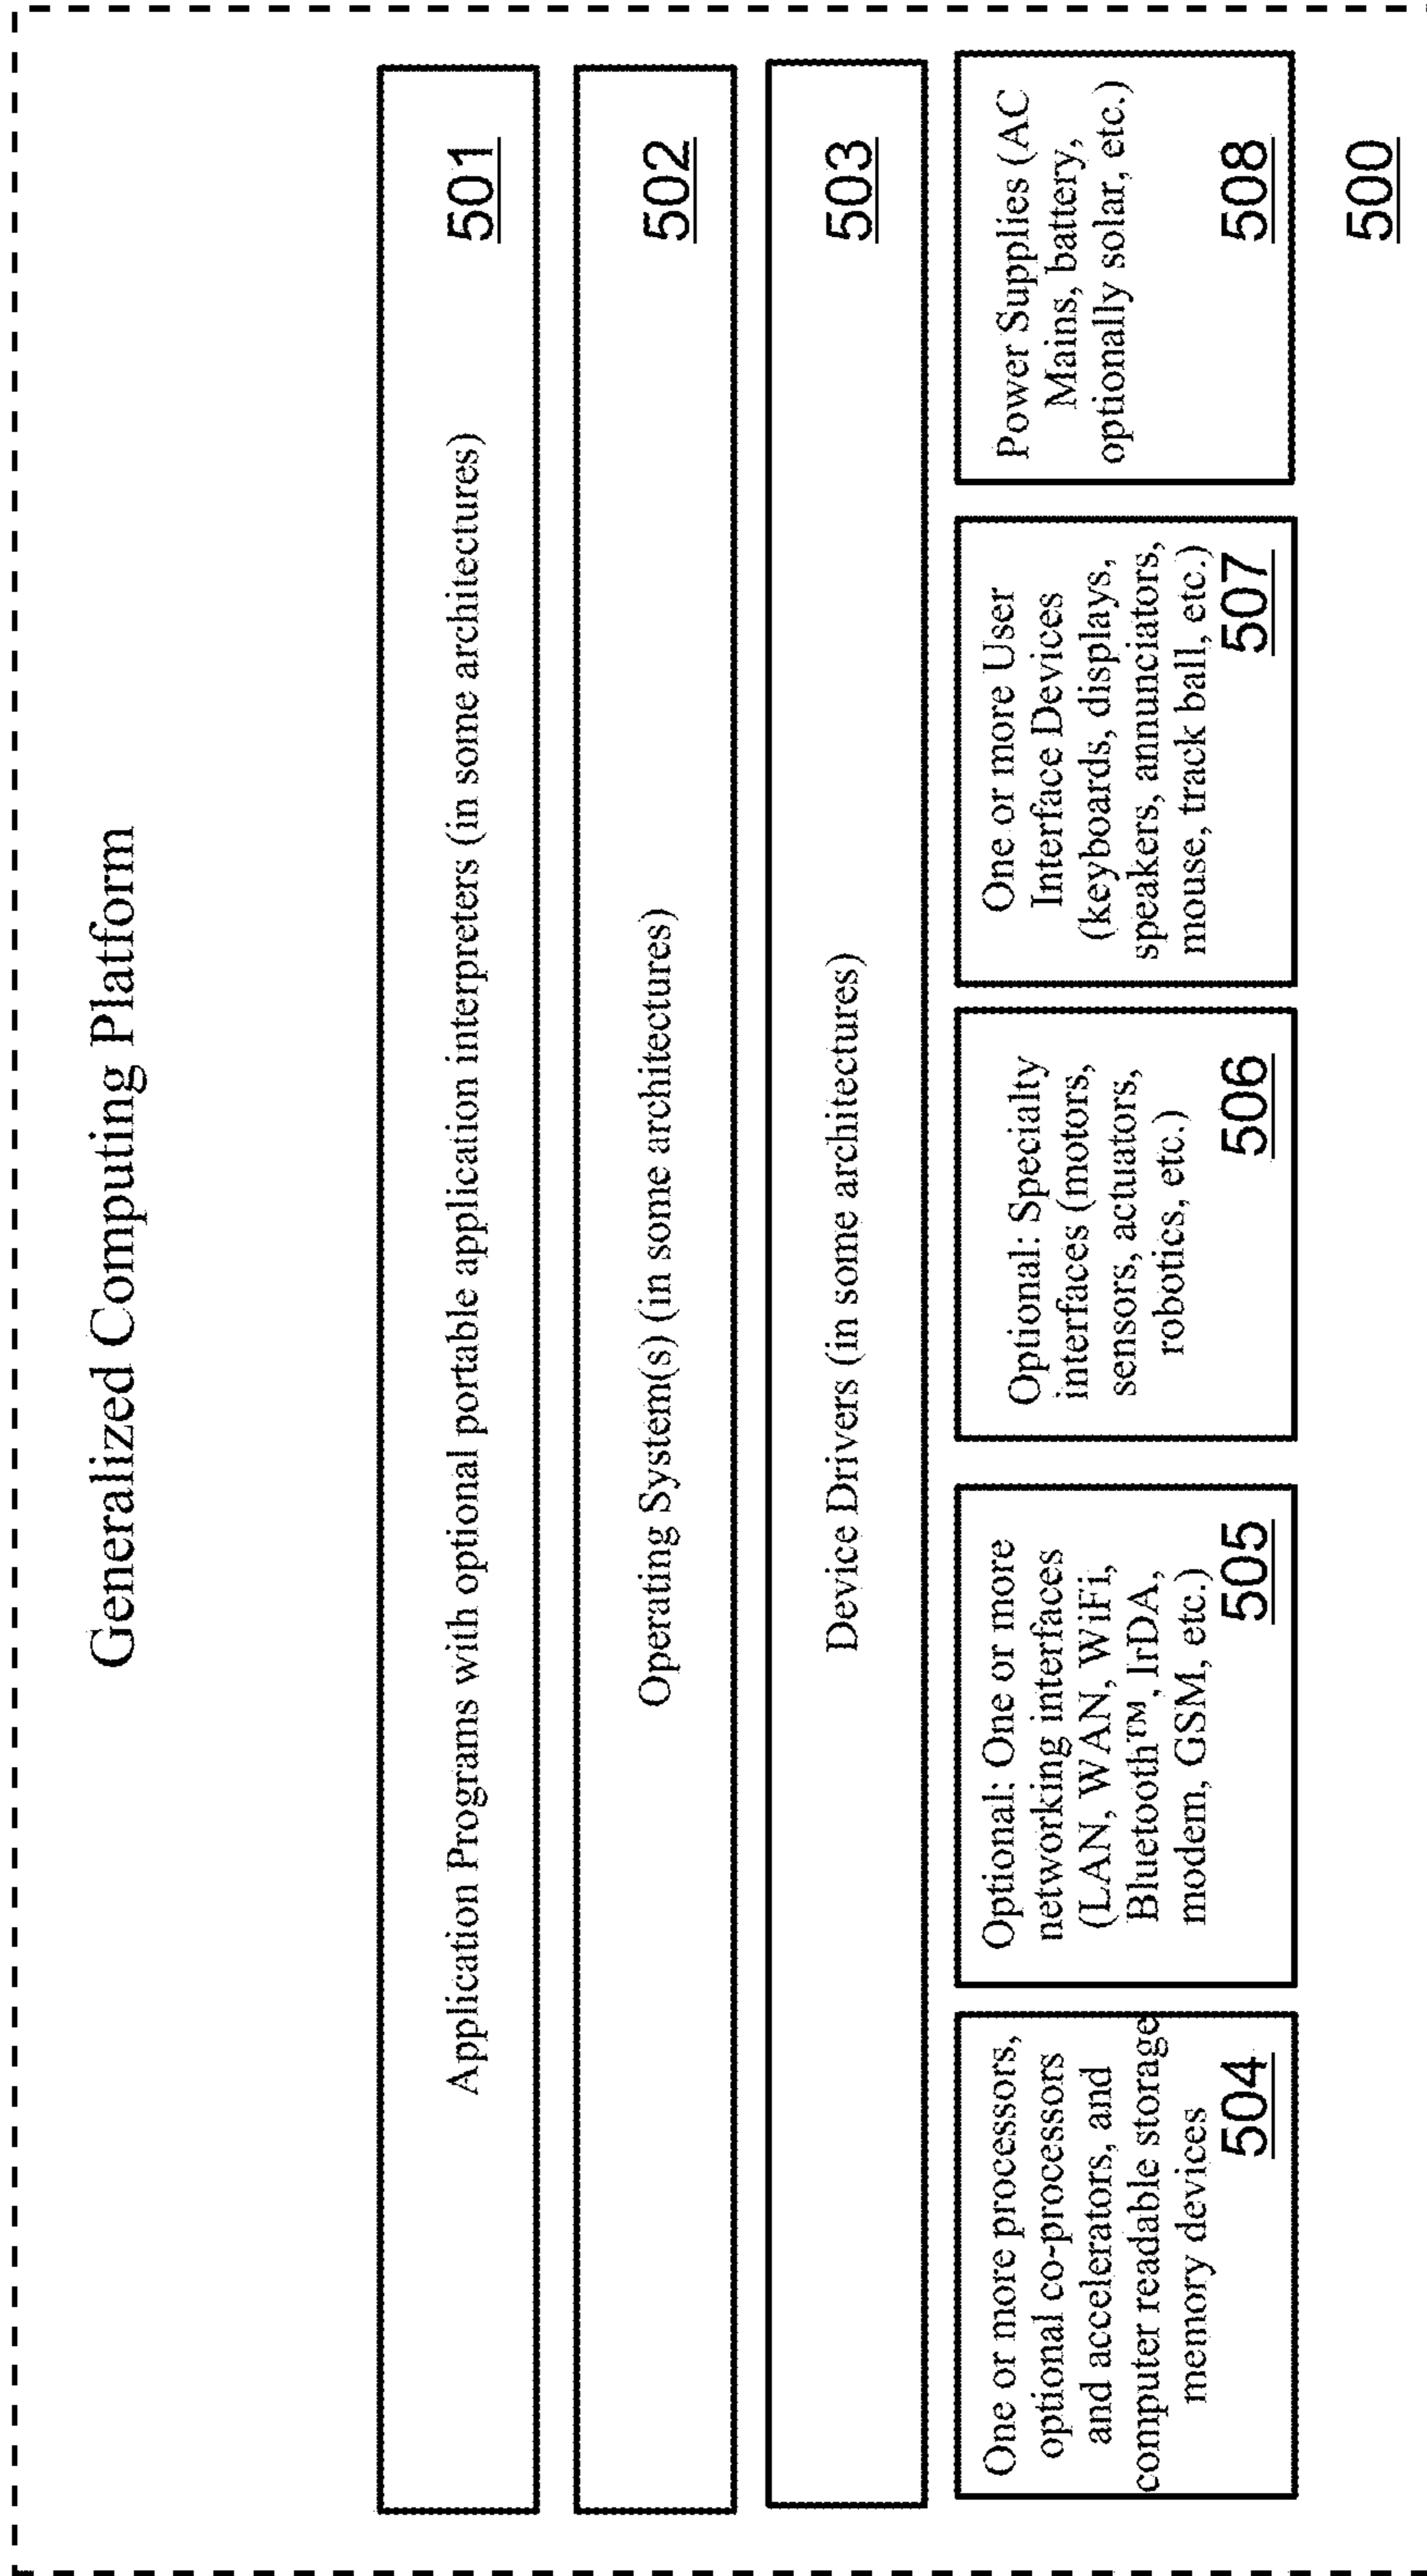 Generalized Computing Platform
Application Programs with optional portable application interpreters (in some architectures)
501
Operating System(s) (in some architectures)
502
Device Drivers (in some architectures)
503
One or more processors,
optional co-processors
and accelerators, and
computer readable storage
memory devices
504
Optional: One or more
networking interfaces
(LAN, WAN, WiFi,
Bluetooth™, IrDA,
modem, GSM, etc.)
505
Optional: Specialty
interfaces (motors,
sensors, actuators,
robotics, etc.)
506
One or more User
Interface Devices
(keyboards, displays,
speakers, annunciators,
mouse, track ball, etc.)
507
Power Supplies (AC
Mains, battery,
optionally solar, etc.)
508
500